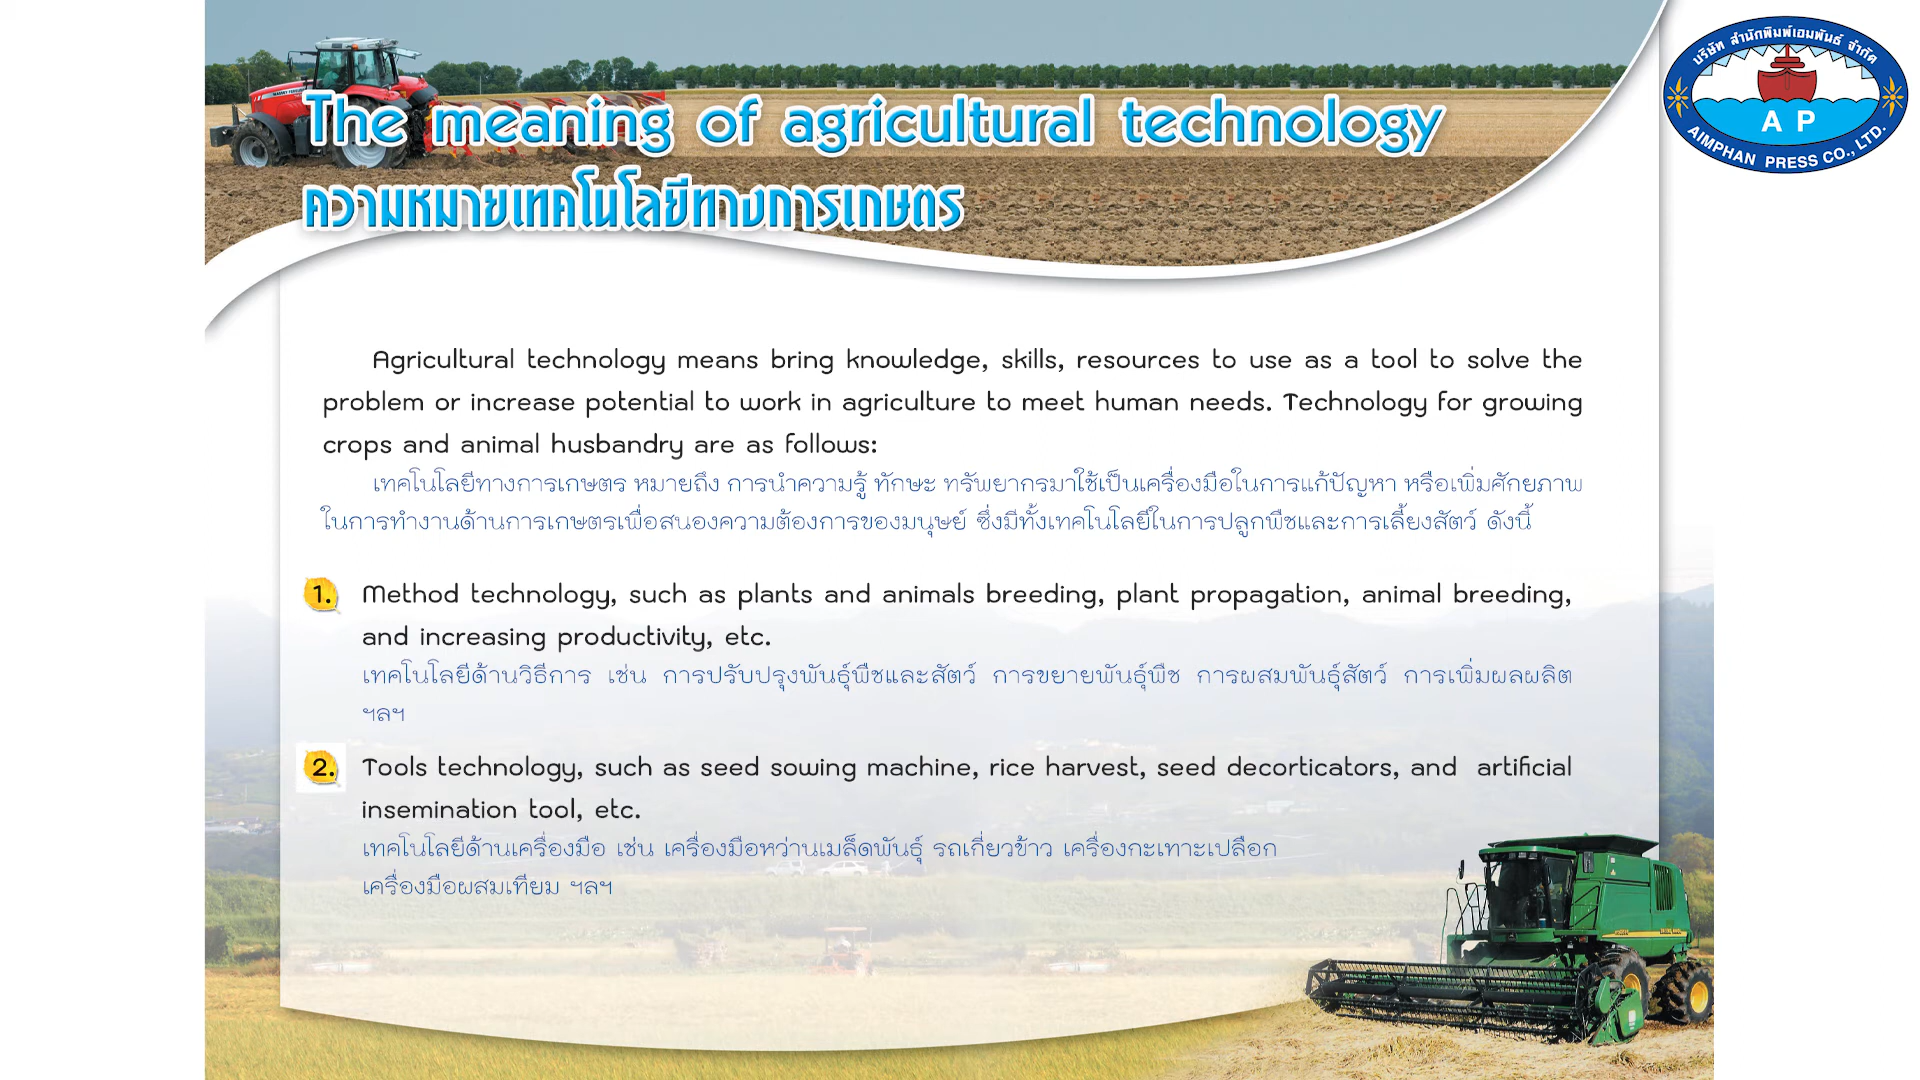 The meaning of agricultural technology
ความหมายเทคโนโลยีทางการเกษตร
บริษัท สำนักพิมพ์เอมพันธ์ จำกัด
A P
AIMPHAN PRESS CO., LTD.
Agricultural technology means bring knowledge, skills, resources to use as a tool to solve the
problem or increase potential to work in agriculture to meet human needs. Technology for growing
crops and animal husbandry are as follows:
เทคโนโลยีทางการเกษตร หมายถึง การนำความรู้ ทักษะ ทรัพยากรมาใช้เป็นเครื่องมือในการแก้ปัญหา หรือเพิ่มศักยภาพ
ในการทำงานด้านการเกษตรเพื่อสนองความต้องการของมนุษย์ ซึ่งมีทั้งเทคโนโลยีในการปลูกพืชและการเลี้ยงสัตว์ ดังนี้
1. Method technology, such as plants and animals breeding, plant propagation, animal breeding,
and increasing productivity, etc.
เทคโนโลยีด้านวิธีการ เช่น การปรับปรุงพันธุ์พืชและสัตว์ การขยายพันธุ์พืช การผสมพันธุ์สัตว์ การเพิ่มผลผลิต
ฯลฯ
2. Tools technology, such as seed sowing machine, rice harvest, seed decorticators, and artificial
insemination tool, etc.
เทคโนโลยีด้านเครื่องมือ เช่น เครื่องมือหว่านเมล็ดพันธุ์ รถเกี่ยวข้าว เครื่องกะเทาะเปลือก
เครื่องมือผสมเทียม ฯลฯ